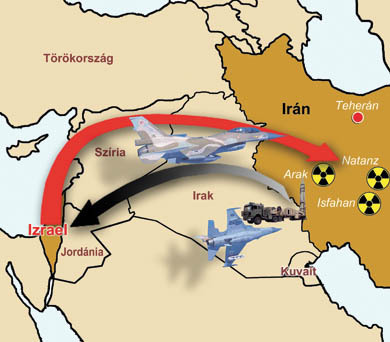 Törökország
Irán
Teherán
Szíria
Natanz
Arak
Irak
Isfahan
Izrael
Jordánia
Kuvait